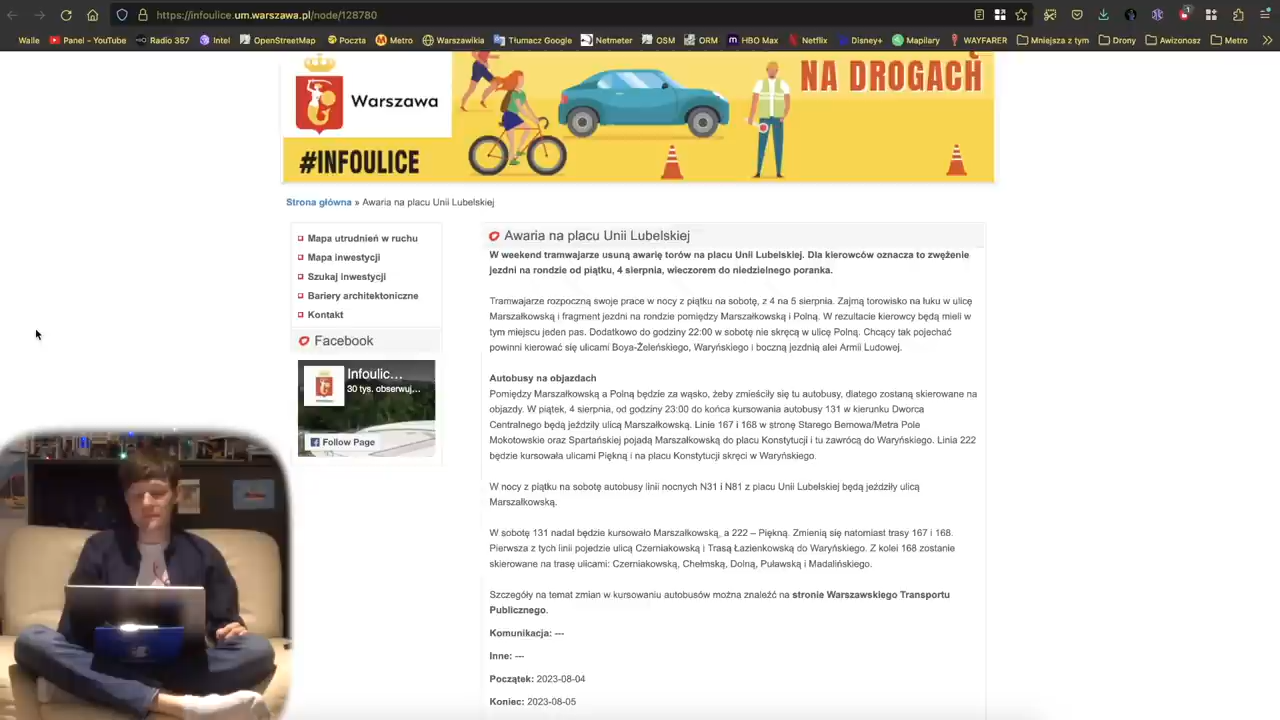 https://infoulice.um.warszawa.pl/node/128780
Walle
Panel – YouTube
Radio 357
Intel
OpenStreetMap
Poczta
Metro
Warszawikia
Tłumacz Google
Netmeter
OSM
ORM
HBO Max
Netflix
Disney+
Mapilary
WAYFARER
Mniejsza z tym
Drony
Awizonosz
Metro
Warszawa
NA DROGACH
#INFOULICE
Strona główna » Awaria na placu Unii Lubelskiej
Mapa utrudnień w ruchu
Mapa inwestycji
Szukaj inwestycji
Bariery architektoniczne
Kontakt
Facebook
Infoulic...
30 tys. obserwuj...
Follow Page
Awaria na placu Unii Lubelskiej
W weekend tramwajarze usuną awarię torów na placu Unii Lubelskiej. Dla kierowców oznacza to zwężenie
jezdni na rondzie od piątku, 4 sierpnia, wieczorem do niedzielnego poranka.
Tramwajarze rozpoczną swoje prace w nocy z piątku na sobotę, z 4 na 5 sierpnia. Zajmą torowisko na łuku w ulicę
Marszałkowską i fragment jezdni na rondzie pomiędzy Marszałkowską i Polną. W rezultacie kierowcy będą mieli w
tym miejscu jeden pas. Dodatkowo do godziny 22:00 w sobotę nie skręcą w ulicę Polną. Chcący tak pojechać
powinni kierować się ulicami Boya-Żeleńskiego, Waryńskiego i boczną jezdnią alei Armii Ludowej.
Autobusy na objazdach
Pomiędzy Marszałkowską a Polną będzie za wąsko, żeby zmieściły się tu autobusy, dlatego zostaną skierowane na
objazdy. W piątek, 4 sierpnia, od godziny 23:00 do końca kursowania autobusy 131 w kierunku Dworca
Centralnego będą jeździły ulicą Marszałkowską. Linie 167 i 168 w stronę Starego Bemowa/Metra Pole
Mokotowskie oraz Spartańskiej pojadą Marszałkowską do placu Konstytucji i tu zawrócą do Waryńskiego. Linia 222
będzie kursowała ulicami Piękną i na placu Konstytucji skręci w Waryńskiego.
W nocy z piątku na sobotę autobusy linii nocnych N31 i N81 z placu Unii Lubelskiej będą jeździły ulicą
Marszałkowską.
W sobotę 131 nadal będzie kursowało Marszałkowską, a 222 – Piękną. Zmienią się natomiast trasy 167 i 168.
Pierwsza z tych linii pojedzie ulicą Czerniakowską i Trasą Łazienkowską do Waryńskiego. Z kolei 168 zostanie
skierowane na trasę ulicami: Czerniakowską, Chełmską, Dolną, Puławską i Madalińskiego.
Szczegóły na temat zmian w kursowaniu autobusów można znaleźć na stronie Warszawskiego Transportu
Publicznego.
Komunikacja: ---
Inne: ---
Początek: 2023-08-04
Koniec: 2023-08-05